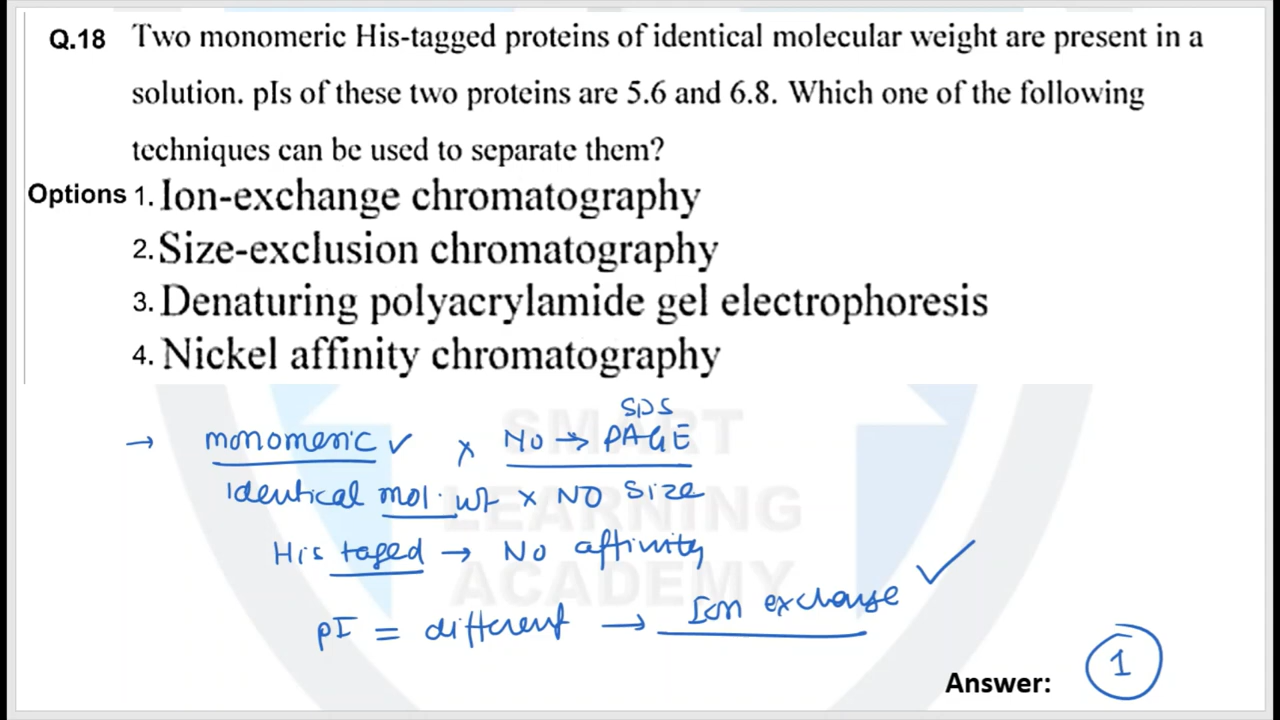 Q.18 Two monomeric His-tagged proteins of identical molecular weight are present in a
solution. pIs of these two proteins are 5.6 and 6.8. Which one of the following
techniques can be used to separate them?
Options 1. Ion-exchange chromatography
2. Size-exclusion chromatography
3. Denaturing polyacrylamide gel electrophoresis
4. Nickel affinity chromatography
SDS
→ monomeric ✓ x No → PAGE
Identical mol. wt x NO Size
His taged → No affinity
pI = different → Ion exchange ✓
Answer: 1
SMART
LEARNING
ACADEMY